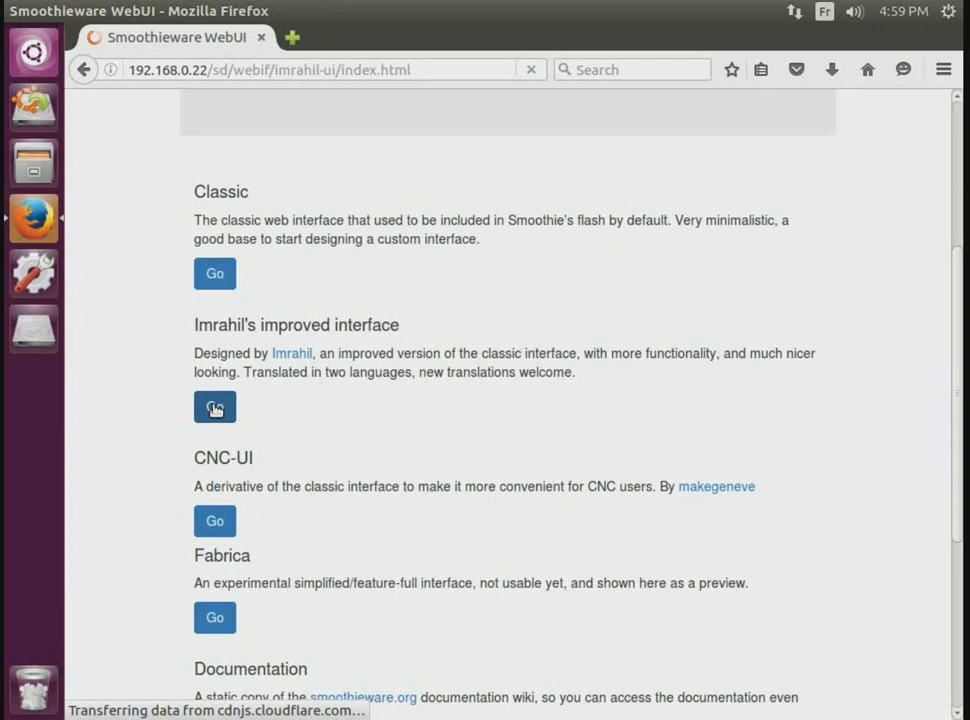 Smoothieware WebUI - Mozilla Firefox
Fr
4:59 PM
Smoothieware WebUI
192.168.0.22/sd/webif/imrahil-ui/index.html
Search
Classic
The classic web interface that used to be included in Smoothie's flash by default. Very minimalistic, a
good base to start designing a custom interface.
Go
Imrahil's improved interface
Designed by Imrahil, an improved version of the classic interface, with more functionality, and much nicer
looking. Translated in two languages, new translations welcome.
Go
CNC-UI
A derivative of the classic interface to make it more convenient for CNC users. By makegeneve
Go
Fabrica
An experimental simplified/feature-full interface, not usable yet, and shown here as a preview.
Go
Documentation
A static copy of the smoothieware.org documentation wiki, so you can access the documentation even
Transferring data from cdnjs.cloudflare.com…